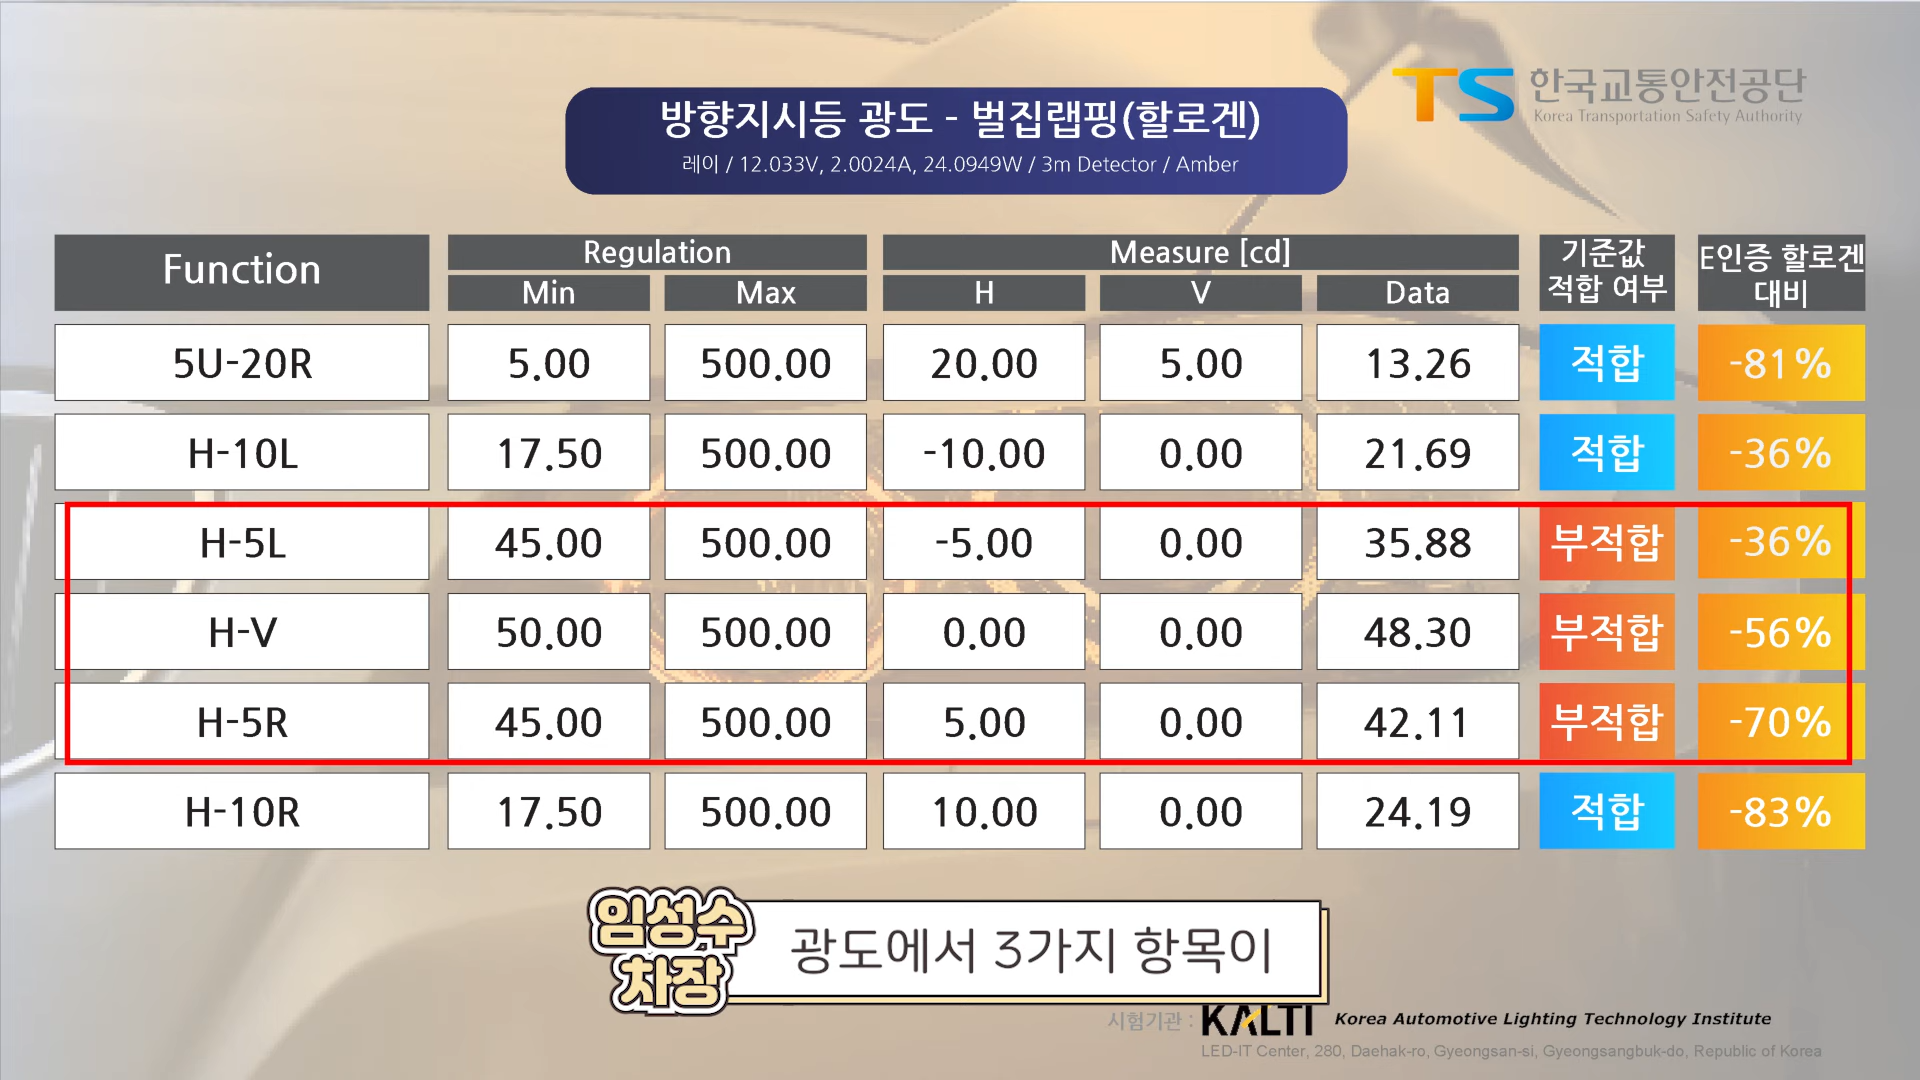 TS 한국교통안전공단
Korea Transportation Safety Authority
방향지시등 광도 - 벌집랩핑(할로겐)
레이 / 12.033V, 2.0024A, 24.0949W / 3m Detector / Amber
Function Regulation Measure [cd] 기준값 적합 여부 E인증 할로겐 대비
Min Max H V Data
5U-20R 5.00 500.00 20.00 5.00 13.26 적합 -81%
H-10L 17.50 500.00 -10.00 0.00 21.69 적합 -36%
H-5L 45.00 500.00 -5.00 0.00 35.88 부적합 -36%
H-V 50.00 500.00 0.00 0.00 48.30 부적합 -56%
H-5R 45.00 500.00 5.00 0.00 42.11 부적합 -70%
H-10R 17.50 500.00 10.00 0.00 24.19 적합 -83%
임성수
차장
광도에서 3가지 항목이
시험기관 : KALTI Korea Automotive Lighting Technology Institute
LED-IT Center, 280, Daehak-ro, Gyeongsan-si, Gyeongsangbuk-do, Republic of Korea